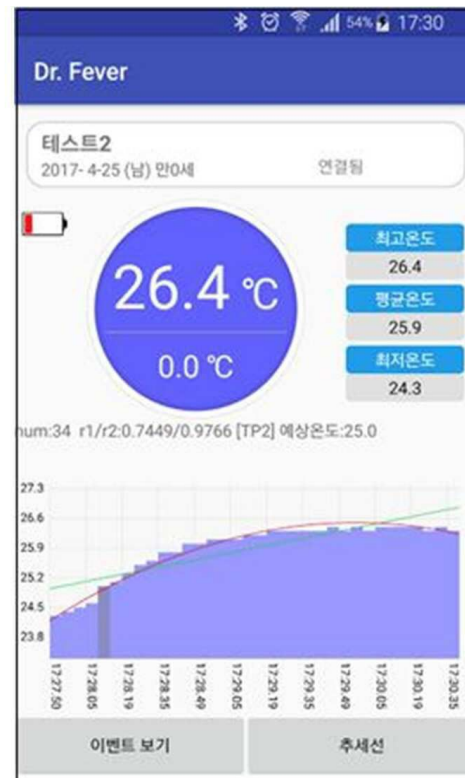 54% 17:30
Dr. Fever
테스트2
2017- 4-25 (남) 만0세
연결됨
26.4 ℃
0.0 ℃
최고온도
26.4
평균온도
25.9
최저온도
24.3
num:34 r1/r2:0.7449/0.9766 [TP2] 예상온도:25.0
27.3
26.6
25.9
25.2
24.5
23.8
17:27.50
17:28.05
17:28.19
17:28.35
17:28.49
17:29.05
17:29.19
17:29.35
17:29.49
17:30.05
17:30.19
17:30.35
이벤트 보기
추세선